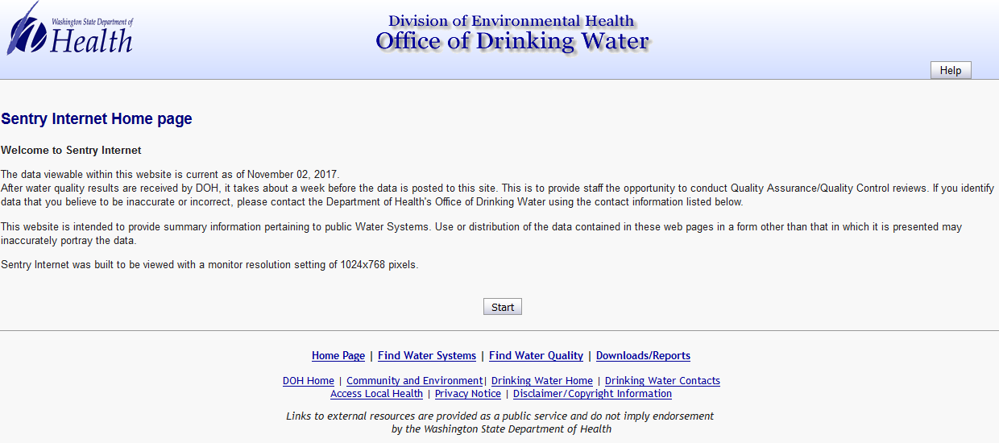 Washington State Department of
Health
Division of Environmental Health
Office of Drinking Water
Help
Sentry Internet Home page
Welcome to Sentry Internet
The data viewable within this website is current as of November 02, 2017.
After water quality results are received by DOH, it takes about a week before the data is posted to this site. This is to provide staff the opportunity to conduct Quality Assurance/Quality Control reviews. If you identify
data that you believe to be inaccurate or incorrect, please contact the Department of Health's Office of Drinking Water using the contact information listed below.
This website is intended to provide summary information pertaining to public Water Systems. Use or distribution of the data contained in these web pages in a form other than that in which it is presented may
inaccurately portray the data.
Sentry Internet was built to be viewed with a monitor resolution setting of 1024x768 pixels.
Start
Home Page | Find Water Systems | Find Water Quality | Downloads/Reports
DOH Home | Community and Environment| Drinking Water Home | Drinking Water Contacts
Access Local Health | Privacy Notice | Disclaimer/Copyright Information
Links to external resources are provided as a public service and do not imply endorsement
by the Washington State Department of Health